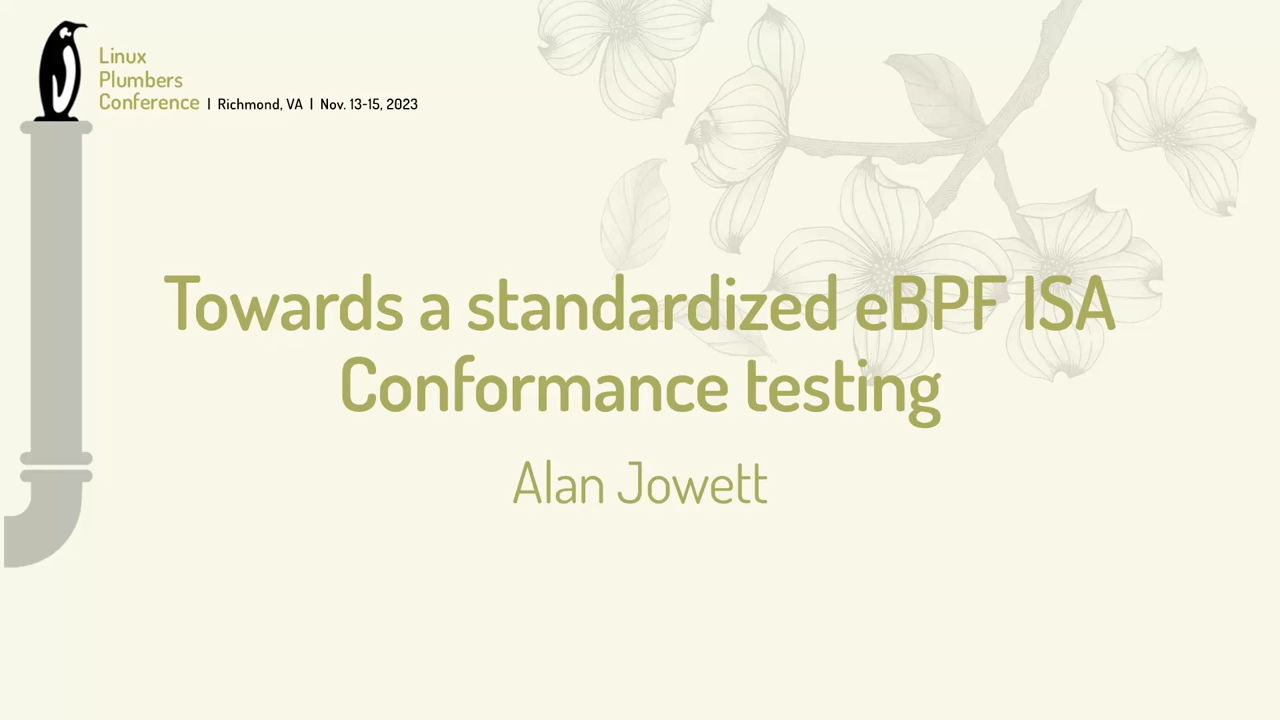 Linux
Plumbers
Conference | Richmond, VA | Nov. 13-15, 2023
Towards a standardized eBPF ISA
Conformance testing
Alan Jowett